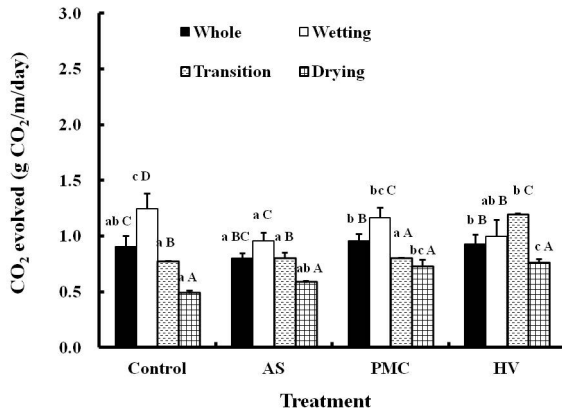 3.0
2.5
2.0
1.5
1.0
0.5
0.0
CO₂ evolved (g CO₂/m/day)
Whole Wetting
Transition Drying
ab C
c D
a B
a A
a BC
a C
a B
ab A
b B
bc C
a A
bc A
b B
ab B
b C
c A
Control AS PMC HV
Treatment